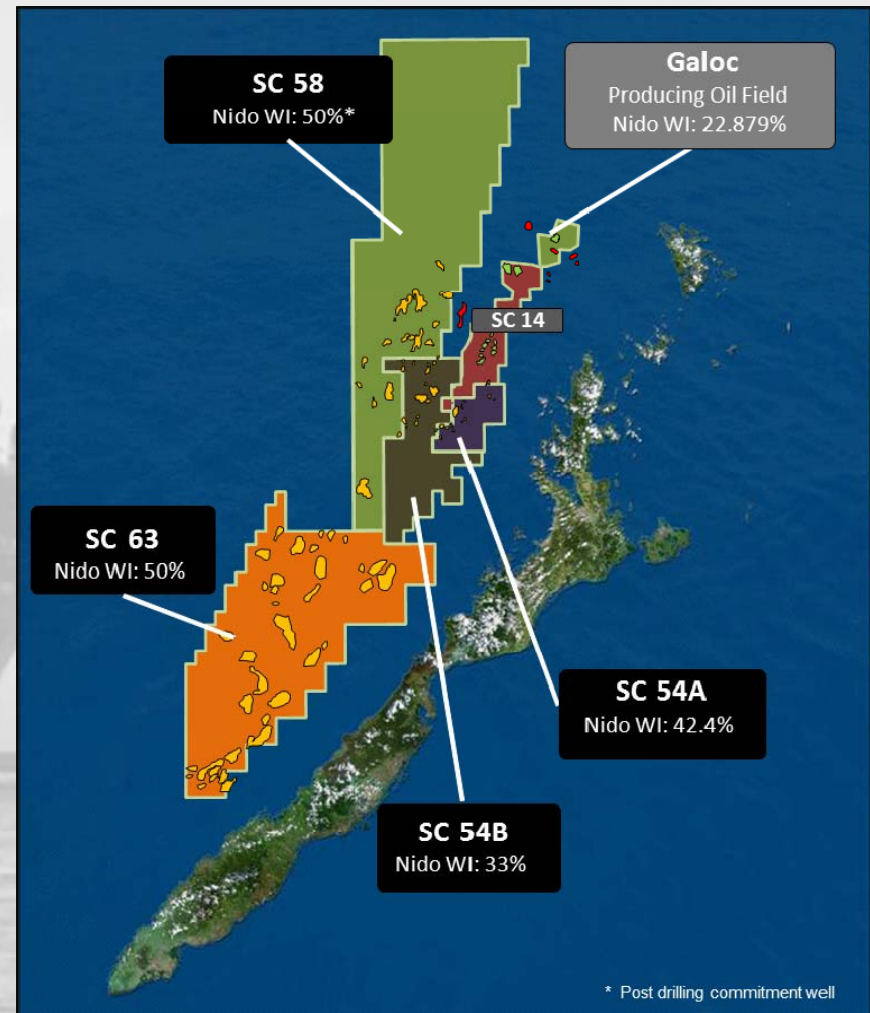 SC 58
Nido WI: 50%*
Galoc
Producing Oil Field
Nido WI: 22.879%
SC 14
SC 63
Nido WI: 50%
SC 54A
Nido WI: 42.4%
SC 54B
Nido WI: 33%
* Post drilling commitment well